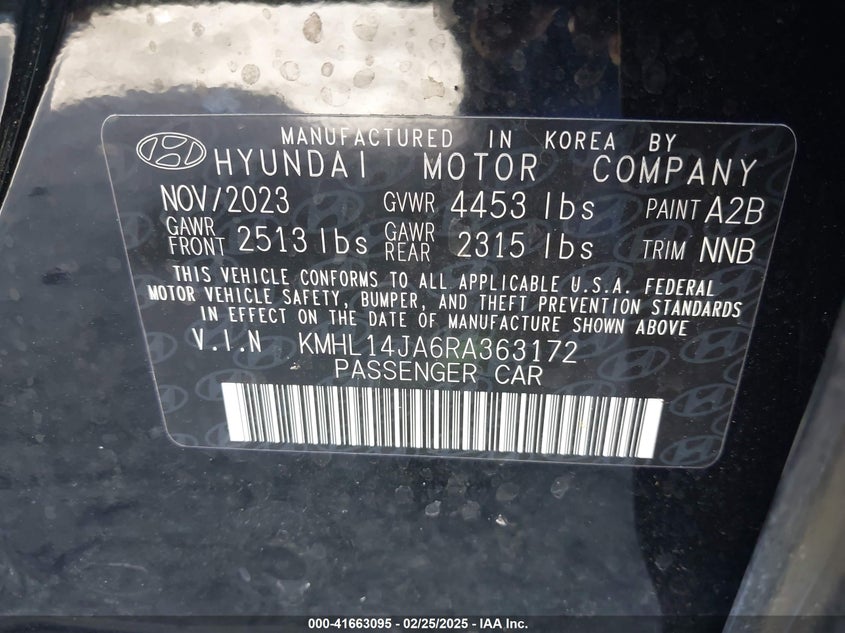 MANUFACTURED IN KOREA BY
HYUNDAI MOTOR COMPANY
NOV/2023 GVWR 4453 lbs PAINT A2B
GAWR FRONT 2513 lbs GAWR REAR 2315 lbs TRIM NNB
THIS VEHICLE CONFORMS TO ALL APPLICABLE U.S.A. FEDERAL
MOTOR VEHICLE SAFETY, BUMPER, AND THEFT PREVENTION STANDARDS
IN EFFECT ON THE DATE OF MANUFACTURE SHOWN ABOVE
V.I.N KMHL14JA6RA363172
PASSENGER CAR
000-41663095 - 02/25/2025 - IAA Inc.